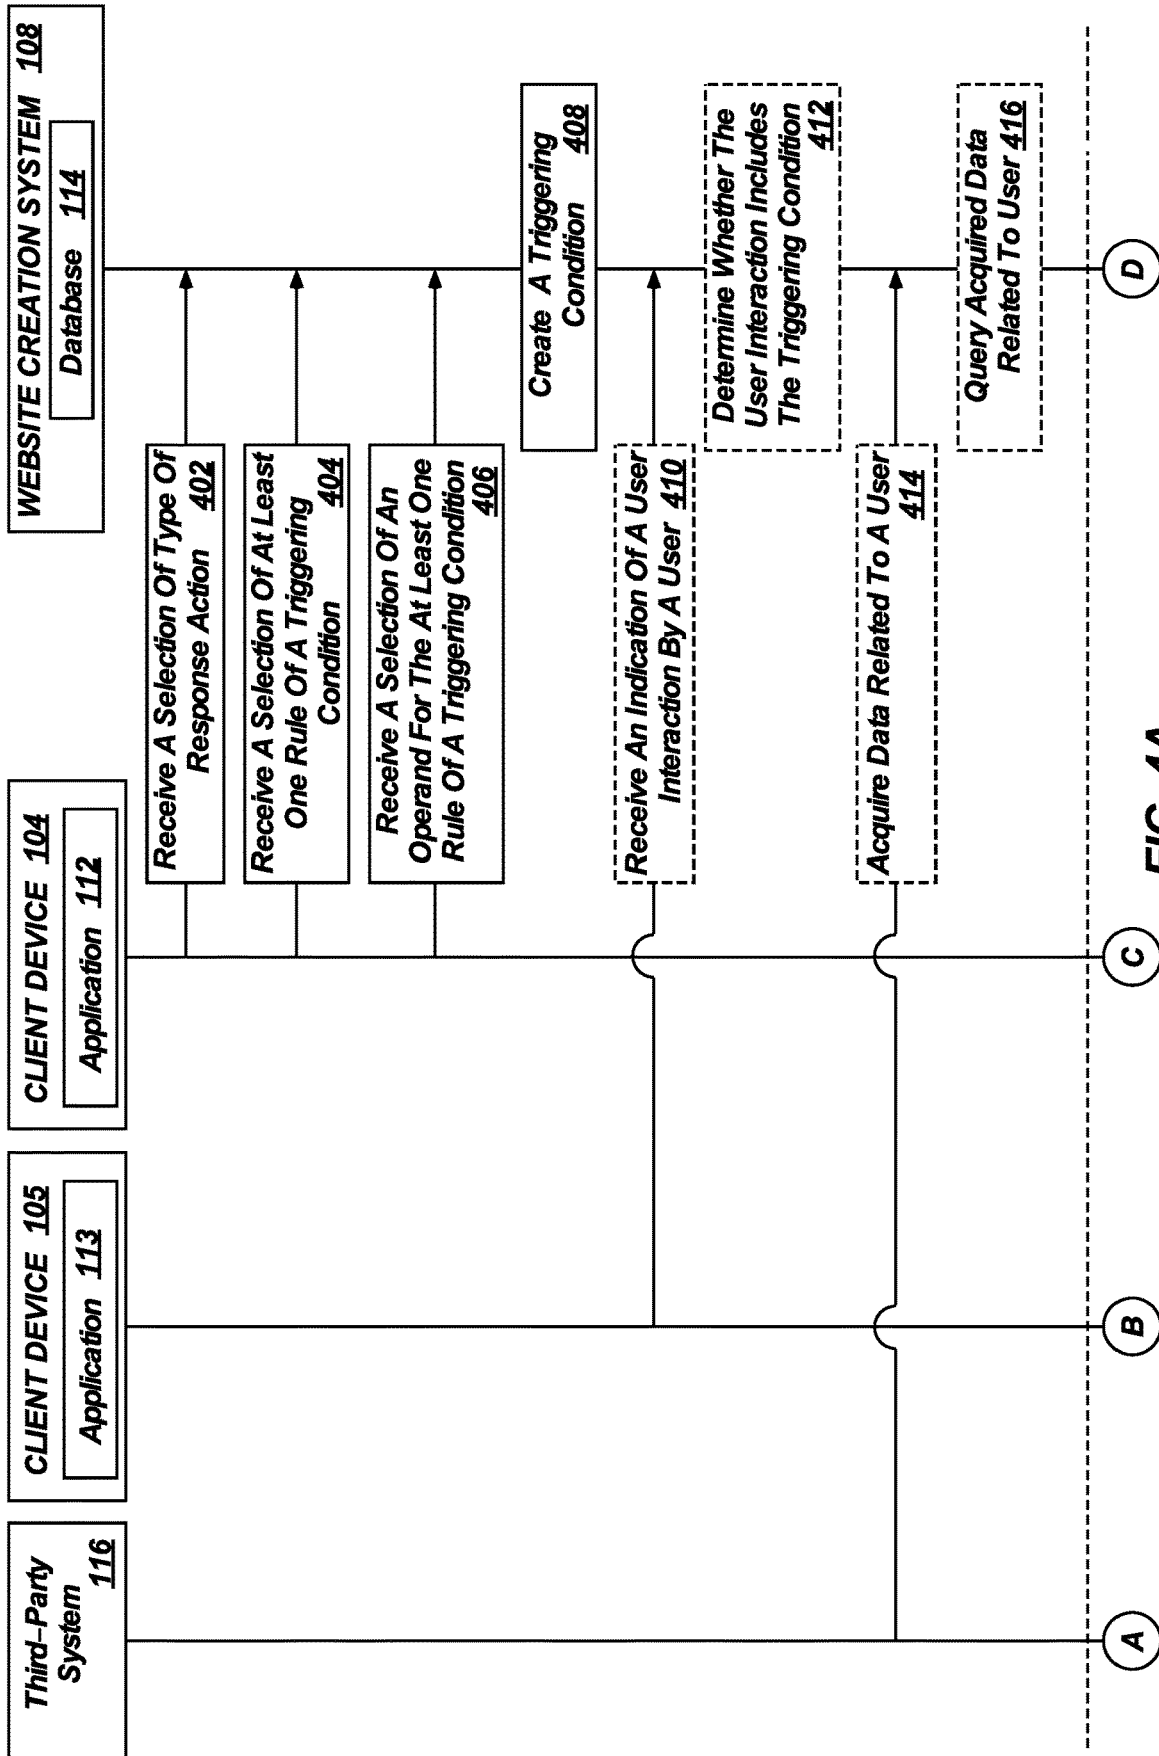 Third–Party
System
116
CLIENT DEVICE 105
Application 113
CLIENT DEVICE 104
Application 112
WEBSITE CREATION SYSTEM 108
Database 114
Receive A Selection Of Type Of
Response Action 402
Receive A Selection Of At Least
One Rule Of A Triggering
Condition 404
Receive A Selection Of An
Operand For The At Least One
Rule Of A Triggering Condition
406
Create A Triggering
Condition 408
Receive An Indication Of A User
Interaction By A User 410
Determine Whether The
User Interaction Includes
The Triggering Condition
412
Acquire Data Related To A User
414
Query Acquired Data
Related To User 416
A
B
C
D
FIG. 4A